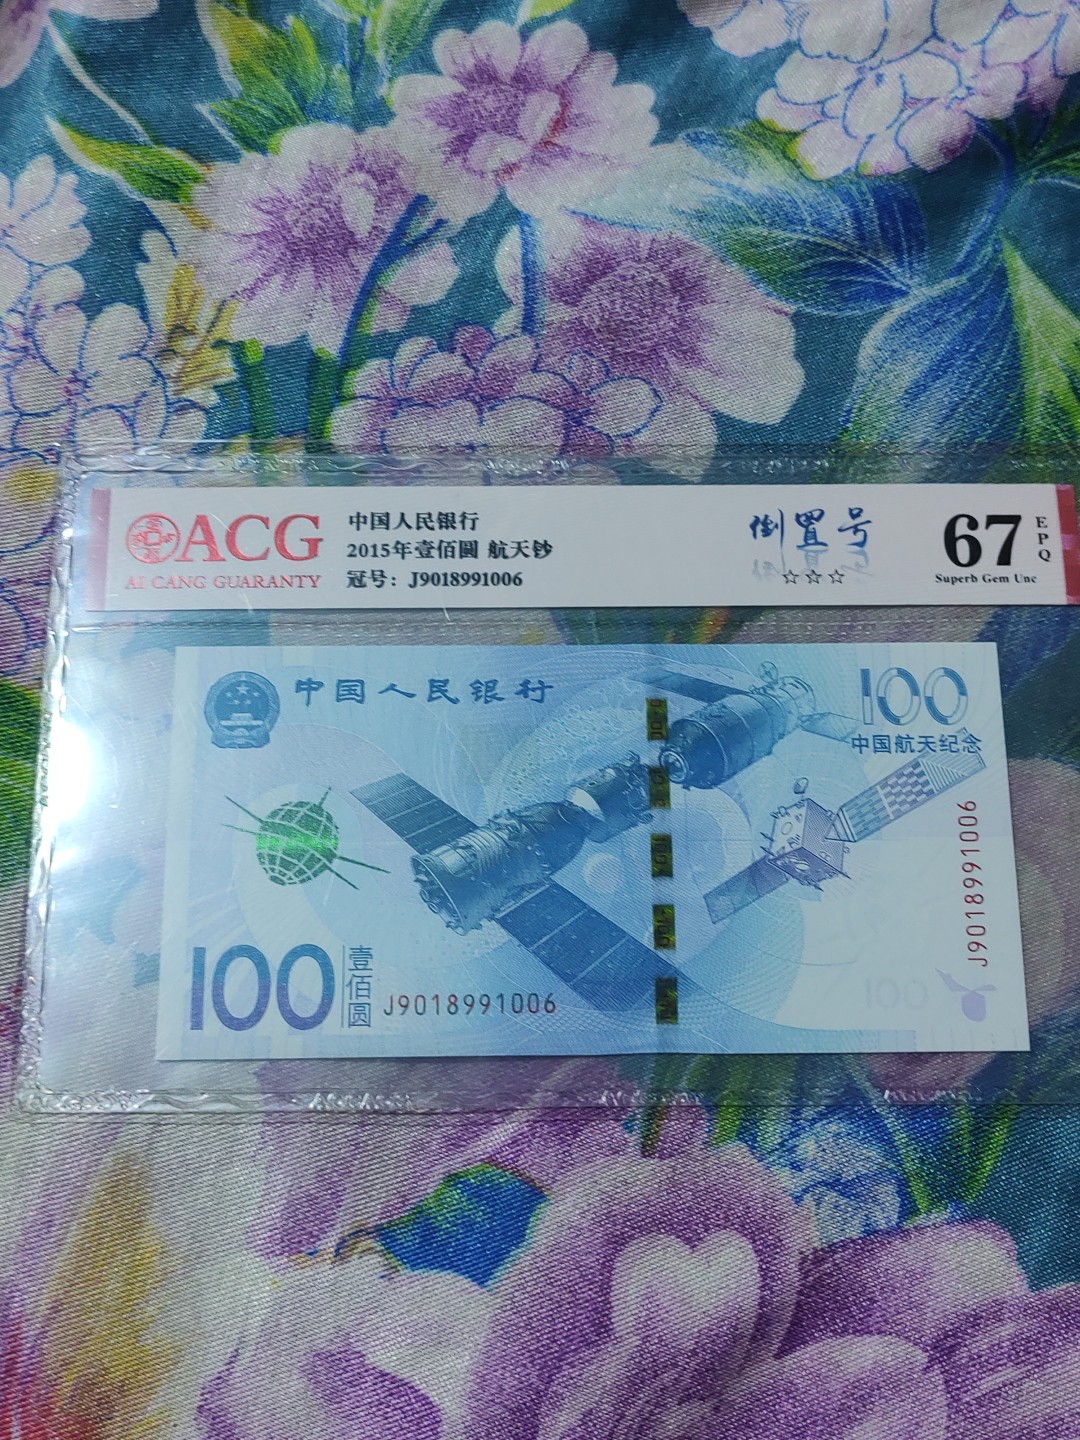 ACG
AI CANG GUARANTY
中国人民银行
2015年壹佰圆 航天钞
冠号：J9018991006
倒置号
☆☆☆
67
EPQ
Superb Gem Unc
中国人民银行
100
中国航天纪念
J9018991006
100
壹佰圆
J9018991006
100